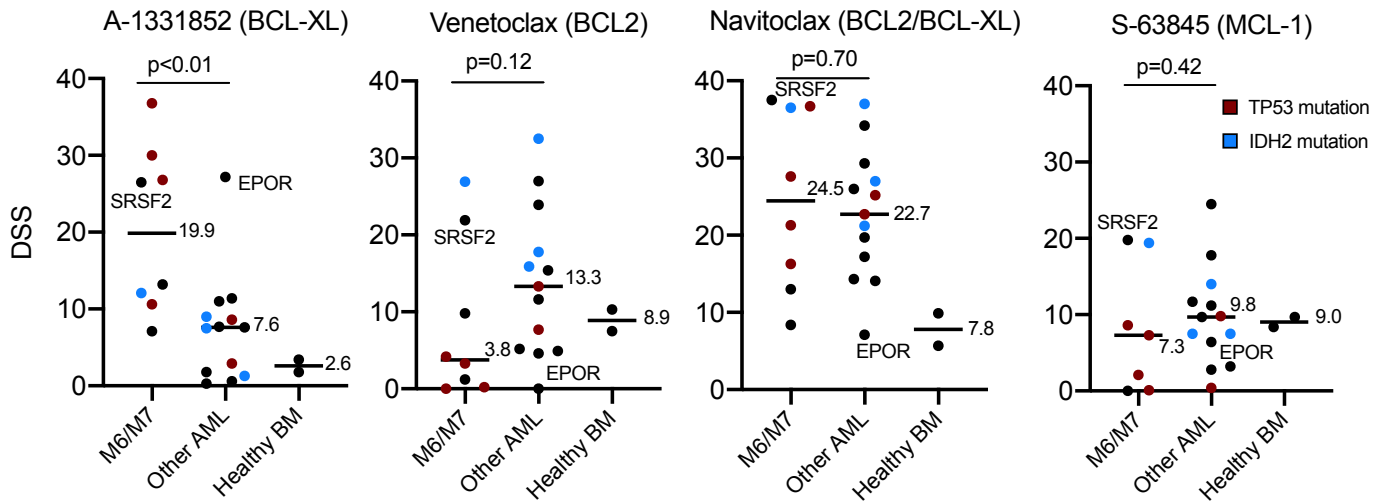 A-1331852 (BCL-XL)
p<0.01
DSS
40
30
20
10
0
SRSF2
EPOR
19.9
7.6
2.6
M6/M7
Other AML
Healthy BM
Venetoclax (BCL2)
p=0.12
40
30
20
10
0
SRSF2
13.3
8.9
3.8
EPOR
M6/M7
Other AML
Healthy BM
Navitoclax (BCL2/BCL-XL)
p=0.70
40
30
20
10
0
SRSF2
24.5
22.7
7.8
EPOR
M6/M7
Other AML
Healthy BM
S-63845 (MCL-1)
p=0.42
40
30
20
10
0
TP53 mutation
IDH2 mutation
SRSF2
9.8
9.0
7.3
EPOR
M6/M7
Other AML
Healthy BM